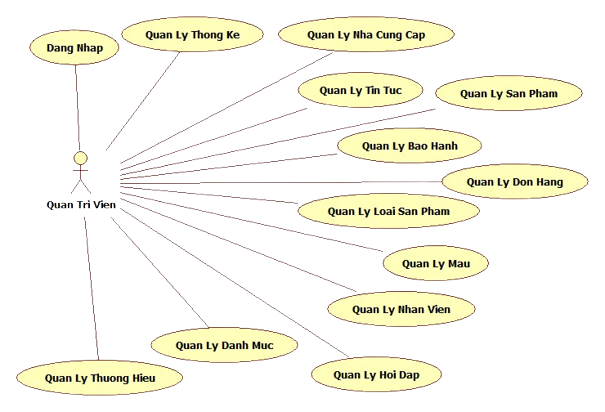 Dang Nhap
Quan Ly Thong Ke
Quan Ly Nha Cung Cap
Quan Ly Tin Tuc
Quan Ly San Pham
Quan Ly Bao Hanh
Quan Ly Don Hang
Quan Tri Vien
Quan Ly Loai San Pham
Quan Ly Mau
Quan Ly Nhan Vien
Quan Ly Danh Muc
Quan Ly Thuong Hieu
Quan Ly Hoi Dap